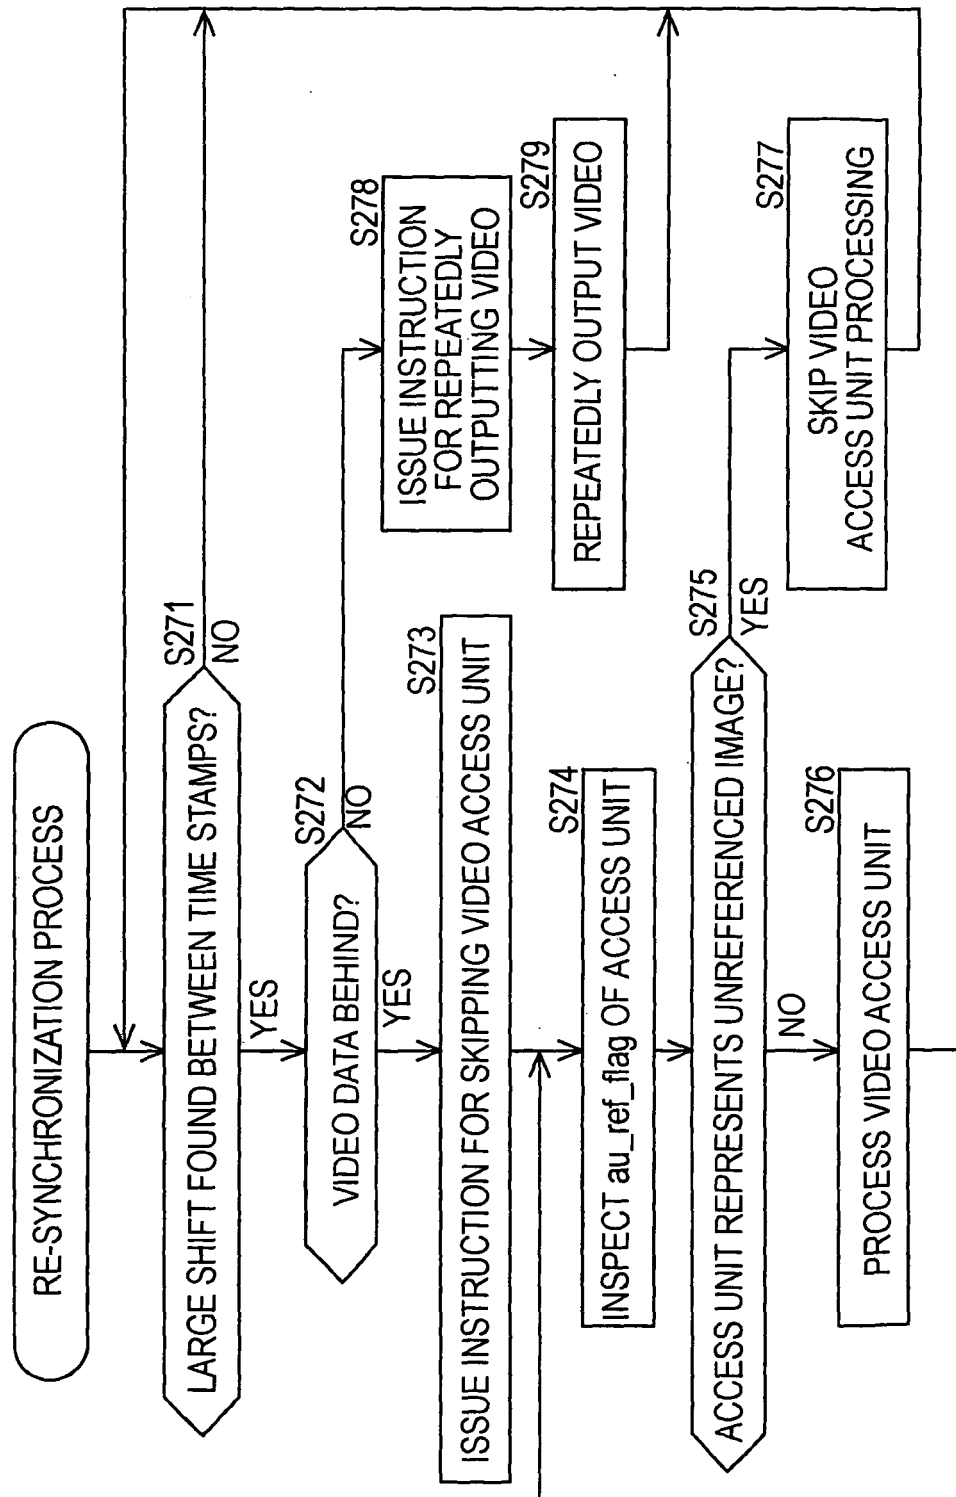 RE-SYNCHRONIZATION PROCESS
S271
LARGE SHIFT FOUND BETWEEN TIME STAMPS?
NO
YES
S272
VIDEO DATA BEHIND?
NO
YES
S273
ISSUE INSTRUCTION FOR SKIPPING VIDEO ACCESS UNIT
S274
INSPECT au_ref_flag OF ACCESS UNIT
S275
ACCESS UNIT REPRESENTS UNREFERENCED IMAGE?
YES
NO
S276
PROCESS VIDEO ACCESS UNIT
S277
SKIP VIDEO
ACCESS UNIT PROCESSING
S278
ISSUE INSTRUCTION
FOR REPEATEDLY
OUTPUTTING VIDEO
S279
REPEATEDLY OUTPUT VIDEO